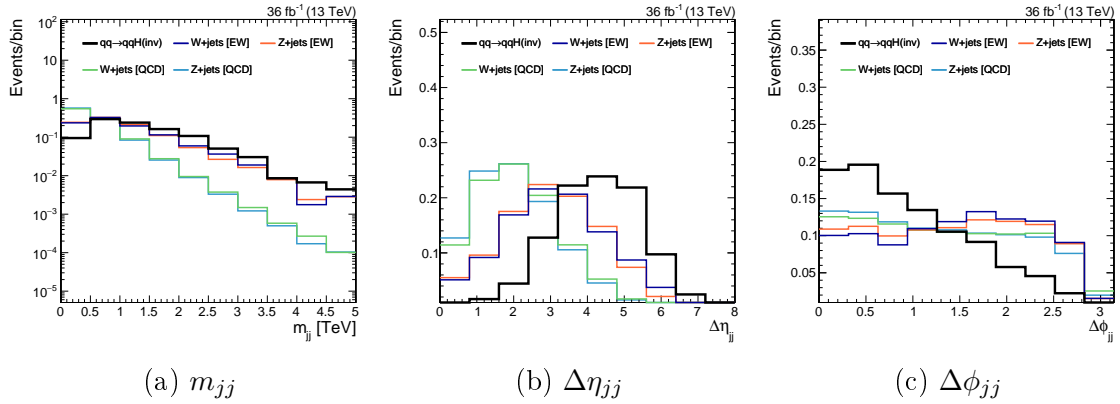 36 fb⁻¹ (13 TeV)
Events/bin
qq→qqH(inv) W+jets [EW] Z+jets [EW]
W+jets [QCD] Z+jets [QCD]
10²
10
1
10⁻¹
10⁻²
10⁻³
10⁻⁴
10⁻⁵
0 0.5 1 1.5 2 2.5 3 3.5 4 4.5 5
m_jj [TeV]
(a) m_jj
36 fb⁻¹ (13 TeV)
Events/bin
qq→qqH(inv) W+jets [EW] Z+jets [EW]
W+jets [QCD] Z+jets [QCD]
0.5
0.4
0.3
0.2
0.1
0 1 2 3 4 5 6 7 8
Δη_jj
(b) Δη_jj
36 fb⁻¹ (13 TeV)
Events/bin
qq→qqH(inv) W+jets [EW] Z+jets [EW]
W+jets [QCD] Z+jets [QCD]
0.35
0.3
0.25
0.2
0.15
0.1
0.05
0 0.5 1 1.5 2 2.5 3
Δϕ_jj
(c) Δϕ_jj